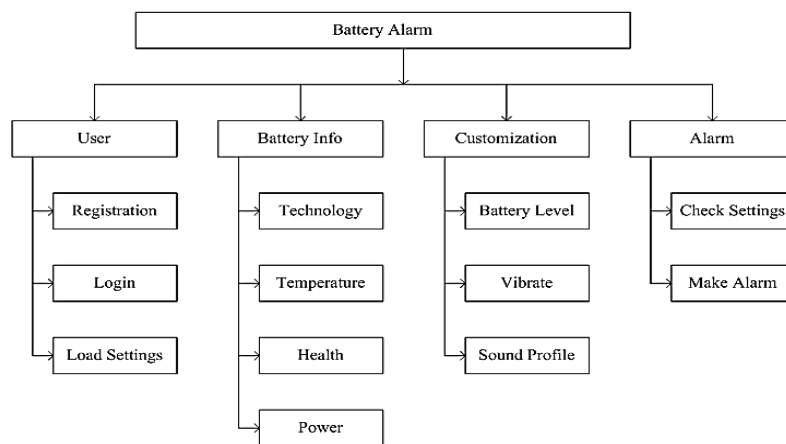 Battery Alarm
User
Battery Info
Customization
Alarm
Registration
Technology
Battery Level
Check Settings
Login
Temperature
Vibrate
Make Alarm
Load Settings
Health
Sound Profile
Power